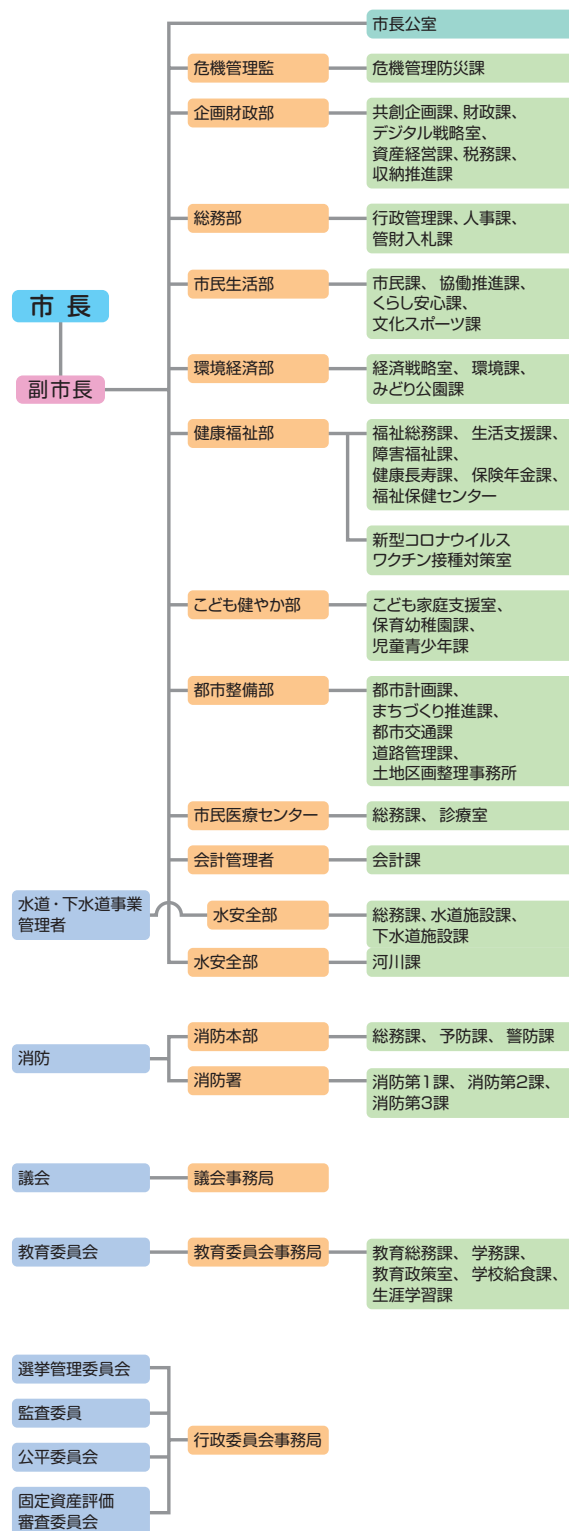 市長公室
危機管理監
危機管理防災課
企画財政部
共創企画課、財政課、
デジタル戦略室、
資産経営課、税務課、
収納推進課
総務部
行政管理課、人事課、
管財入札課
市長
市民生活部
市民課、協働推進課、
くらし安心課、
文化スポーツ課
副市長
環境経済部
経済戦略室、環境課、
みどり公園課
健康福祉部
福祉総務課、生活支援課、
障害福祉課、
健康長寿課、保険年金課、
福祉保健センター
新型コロナウイルス
ワクチン接種対策室
こども健やか部
こども家庭支援室、
保育幼稚園課、
児童青少年課
都市整備部
都市計画課、
まちづくり推進課、
都市交通課
道路管理課、
土地区画整理事務所
市民医療センター
総務課、診療室
会計管理者
会計課
水道・下水道事業
管理者
水安全部
総務課、水道施設課、
下水道施設課
水安全部
河川課
消防
消防本部
総務課、予防課、警防課
消防署
消防第1課、消防第2課、
消防第3課
議会
議会事務局
教育委員会
教育委員会事務局
教育総務課、学務課、
教育政策室、学校給食課、
生涯学習課
選挙管理委員会
監査委員
公平委員会
固定資産評価
審査委員会
行政委員会事務局